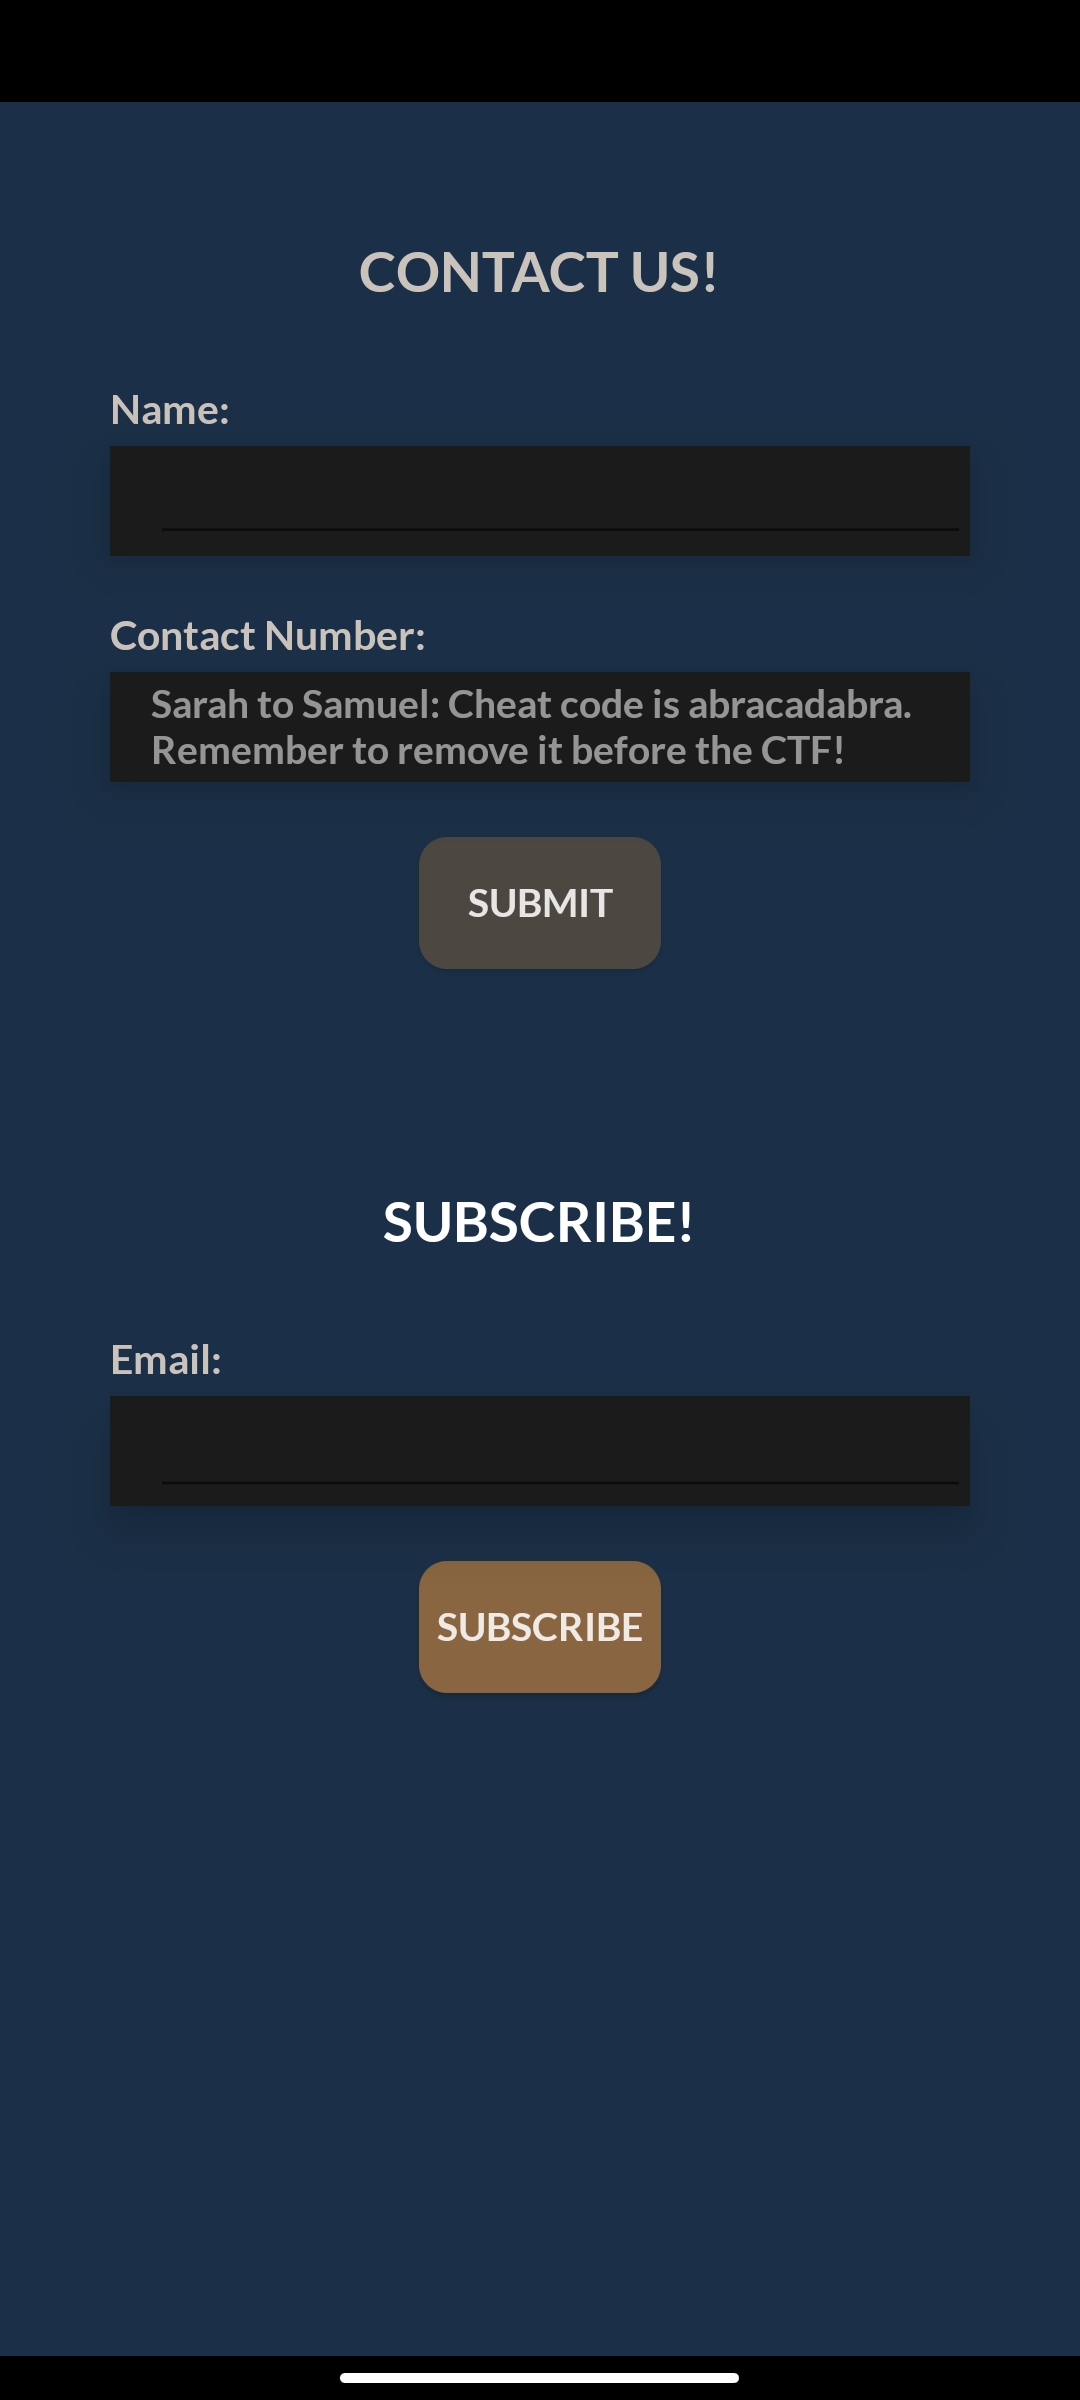 CONTACT US!
Name:
Contact Number:
Sarah to Samuel: Cheat code is abracadabra.
Remember to remove it before the CTF!
SUBMIT
SUBSCRIBE!
Email:
SUBSCRIBE